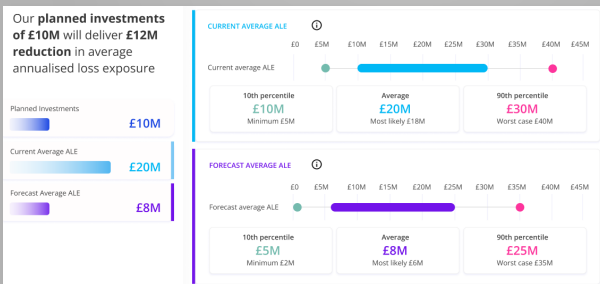 Our planned investments
of £10M will deliver £12M
reduction in average
annualised loss exposure
Planned Investments
£10M
Current Average ALE
£20M
Forecast Average ALE
£8M
CURRENT AVERAGE ALE
£0 £5M £10M £15M £20M £25M £30M £35M £40M £45M
Current average ALE
10th percentile
£10M
Minimum £5M
Average
£20M
Most likely £18M
90th percentile
£30M
Worst case £40M
FORECAST AVERAGE ALE
£0 £5M £10M £15M £20M £25M £30M £35M £40M £45M
Forecast average ALE
10th percentile
£5M
Minimum £2M
Average
£8M
Most likely £6M
90th percentile
£25M
Worst case £35M